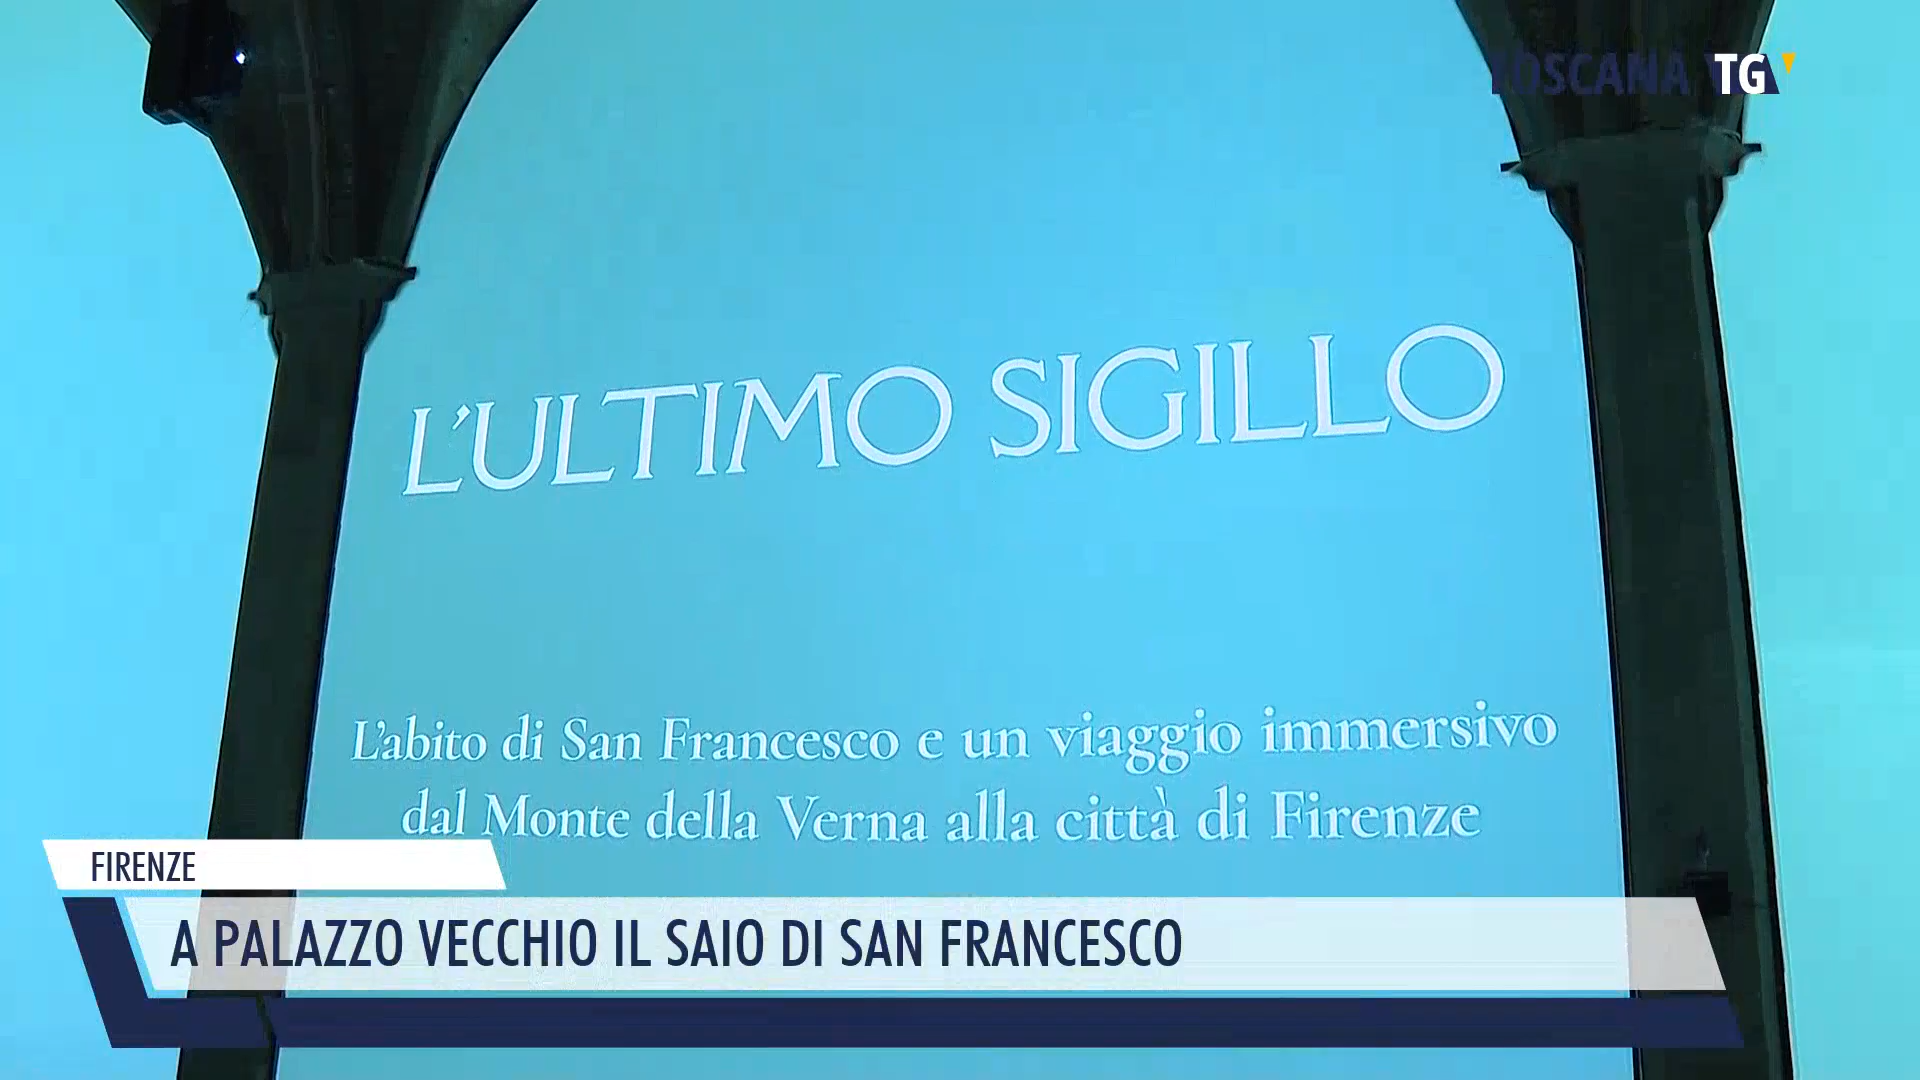 TOSCANA TG
L'ULTIMO SIGILLO
L'abito di San Francesco e un viaggio immersivo
dal Monte della Verna alla città di Firenze
FIRENZE
A PALAZZO VECCHIO IL SAIO DI SAN FRANCESCO